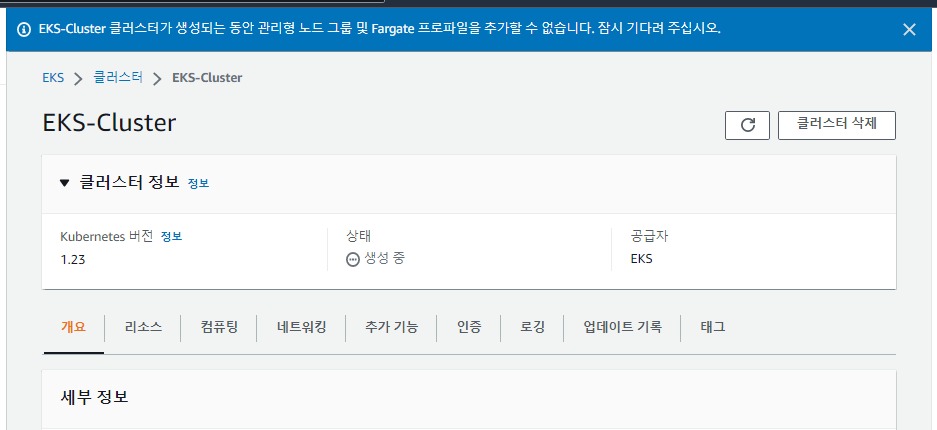 EKS-Cluster 클러스터가 생성되는 동안 관리형 노드 그룹 및 Fargate 프로파일을 추가할 수 없습니다. 잠시 기다려 주십시오.
EKS > 클러스터 > EKS-Cluster
EKS-Cluster
클러스터 삭제
클러스터 정보 정보
Kubernetes 버전 정보
1.23
상태
생성 중
공급자
EKS
개요 리소스 컴퓨팅 네트워킹 추가 기능 인증 로깅 업데이트 기록 태그
세부 정보